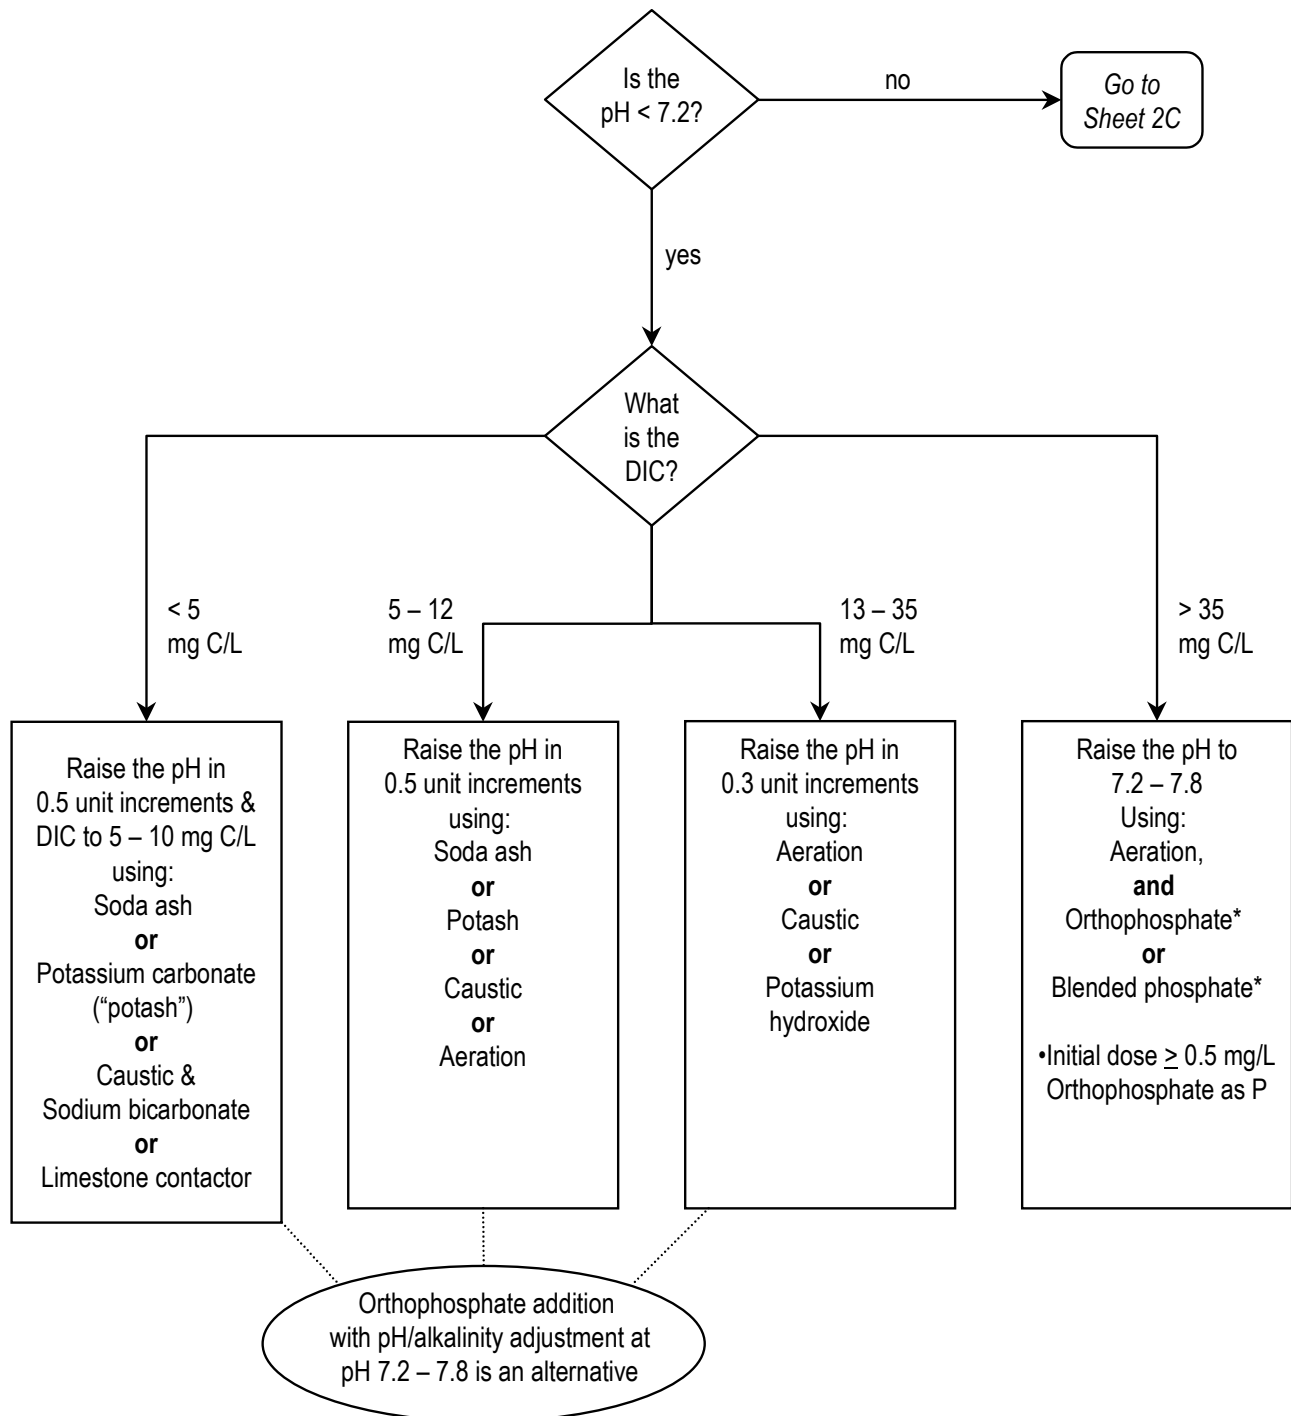 Is the
pH < 7.2?
no
Go to
Sheet 2C
yes
What
is the
DIC?
< 5
mg C/L
5 – 12
mg C/L
13 – 35
mg C/L
> 35
mg C/L
Raise the pH in
0.5 unit increments &
DIC to 5 – 10 mg C/L
using:
Soda ash
or
Potassium carbonate
(“potash”)
or
Caustic &
Sodium bicarbonate
or
Limestone contactor
Raise the pH in
0.5 unit increments
using:
Soda ash
or
Potash
or
Caustic
or
Aeration
Raise the pH in
0.3 unit increments
using:
Aeration
or
Caustic
or
Potassium
hydroxide
Raise the pH to
7.2 – 7.8
Using:
Aeration,
and
Orthophosphate*
or
Blended phosphate*
•Initial dose ≥ 0.5 mg/L
Orthophosphate as P
Orthophosphate addition
with pH/alkalinity adjustment at
pH 7.2 – 7.8 is an alternative